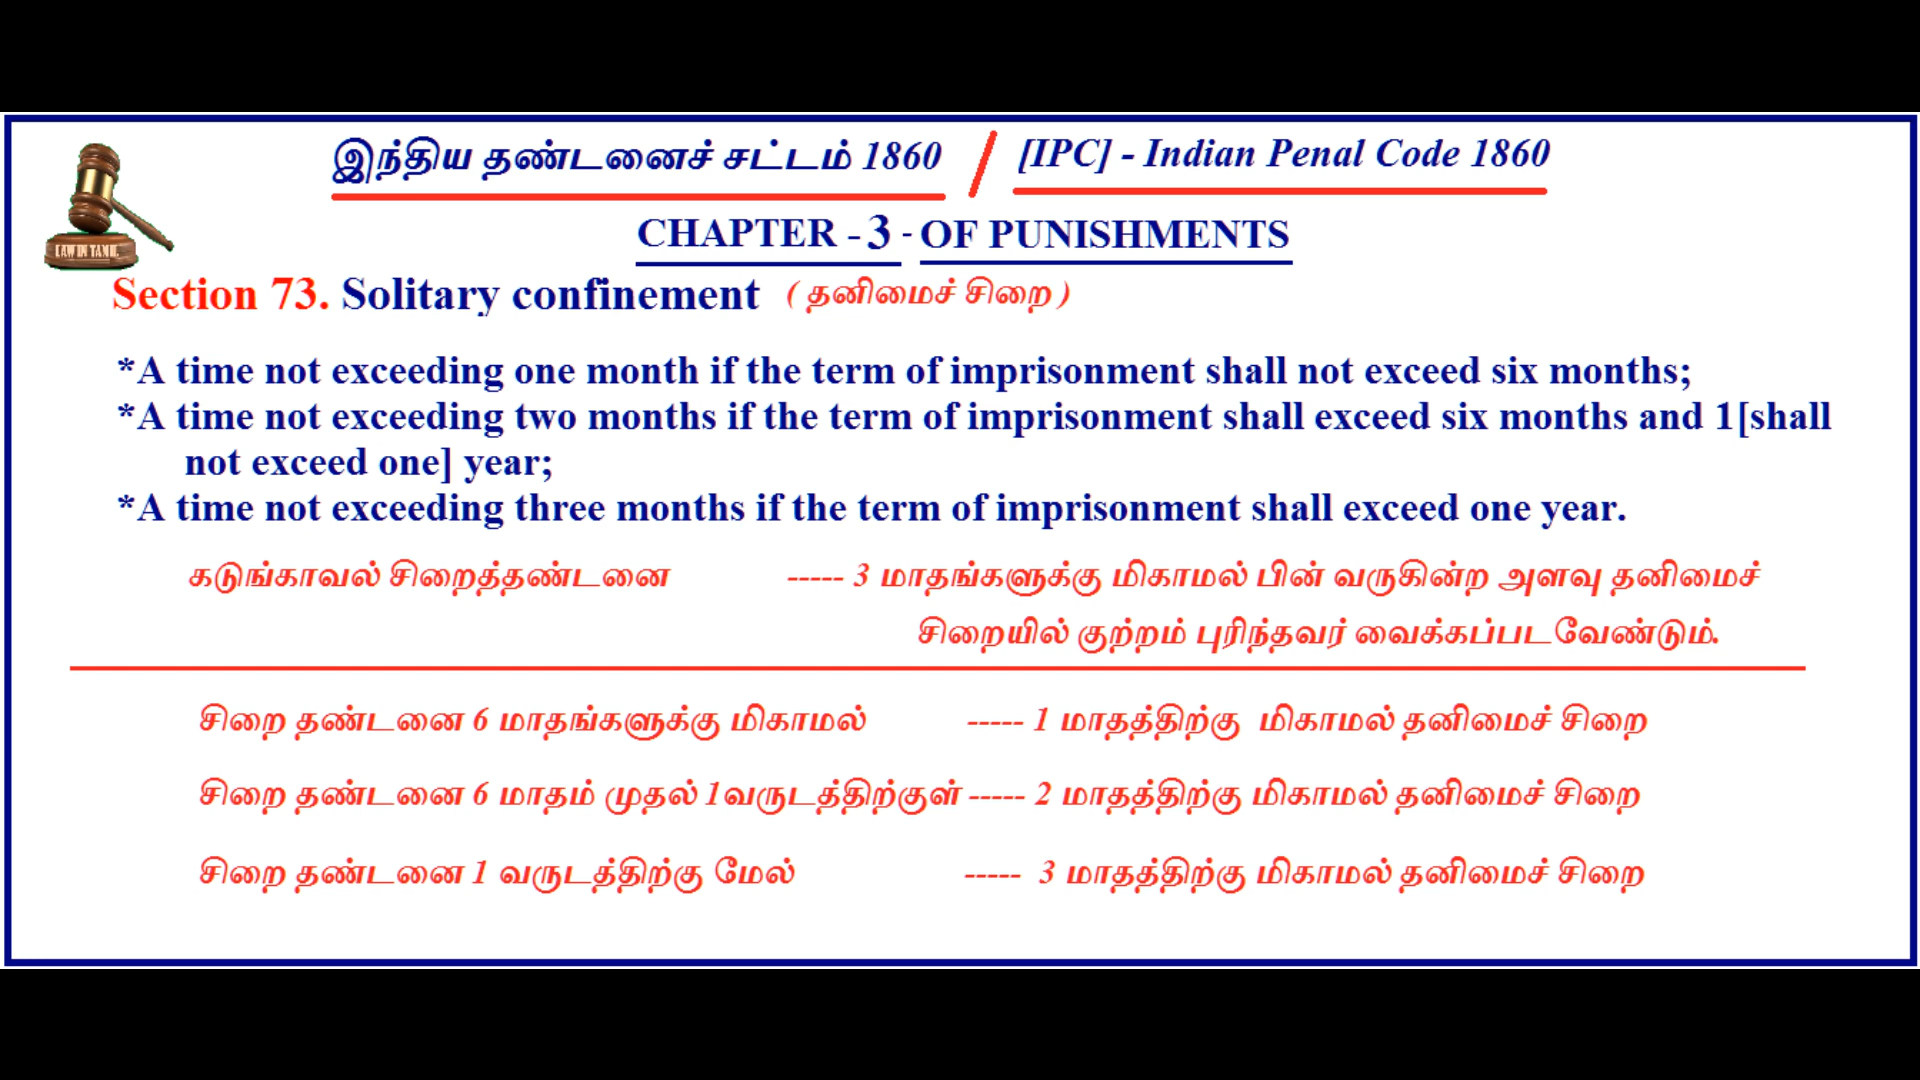 இந்திய தண்டனைச் சட்டம் 1860 / [IPC] - Indian Penal Code 1860
CHAPTER - 3 - OF PUNISHMENTS
LAW IN TAMIL
Section 73. Solitary confinement ( தனிமைச் சிறை )
*A time not exceeding one month if the term of imprisonment shall not exceed six months;
*A time not exceeding two months if the term of imprisonment shall exceed six months and 1[shall
not exceed one] year;
*A time not exceeding three months if the term of imprisonment shall exceed one year.
கடுங்காவல் சிறைத்தண்டனை ----- 3 மாதங்களுக்கு மிகாமல் பின் வருகின்ற அளவு தனிமைச்
சிறையில் குற்றம் புரிந்தவர் வைக்கப்படவேண்டும்.
சிறை தண்டனை 6 மாதங்களுக்கு மிகாமல் ----- 1 மாதத்திற்கு மிகாமல் தனிமைச் சிறை
சிறை தண்டனை 6 மாதம் முதல் 1வருடத்திற்குள் ----- 2 மாதத்திற்கு மிகாமல் தனிமைச் சிறை
சிறை தண்டனை 1 வருடத்திற்கு மேல் ----- 3 மாதத்திற்கு மிகாமல் தனிமைச் சிறை